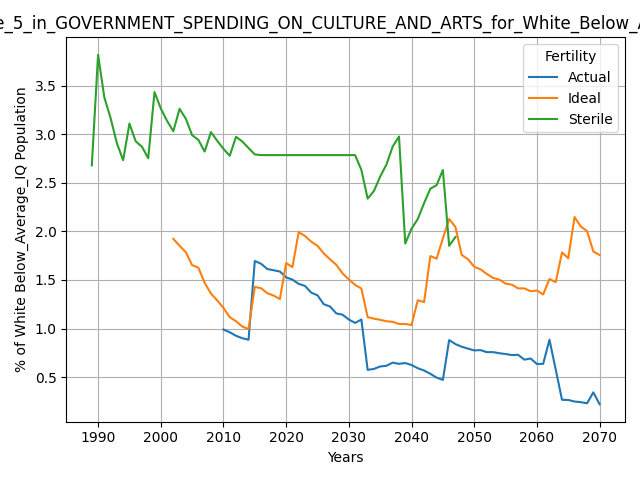 e_5_in_GOVERNMENT_SPENDING_ON_CULTURE_AND_ARTS_for_White_Below_A
Fertility
Actual
Ideal
Sterile
% of White Below_Average_IQ Population
3.5
3.0
2.5
2.0
1.5
1.0
0.5
1990 2000 2010 2020 2030 2040 2050 2060 2070
Years